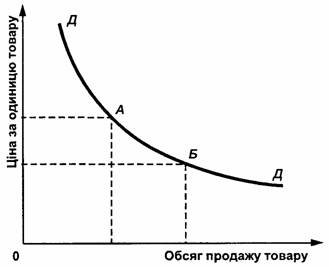 Д
Ціна за одиницю товару
А
Б
Д
0
Обсяг продажу товару